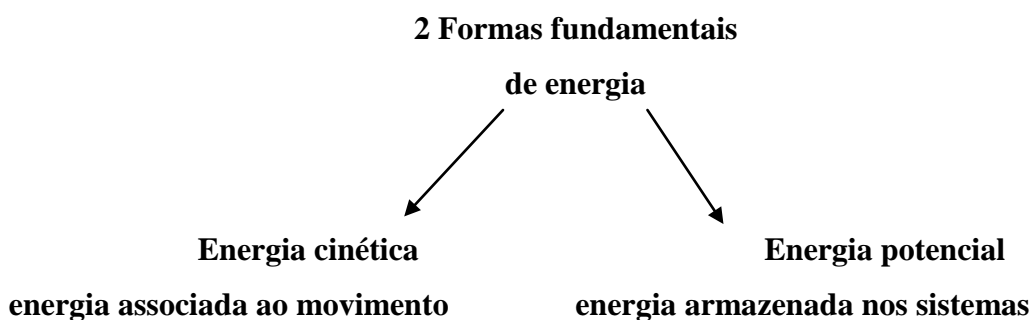 2 Formas fundamentais
de energia
Energia cinética
energia associada ao movimento
Energia potencial
energia armazenada nos sistemas